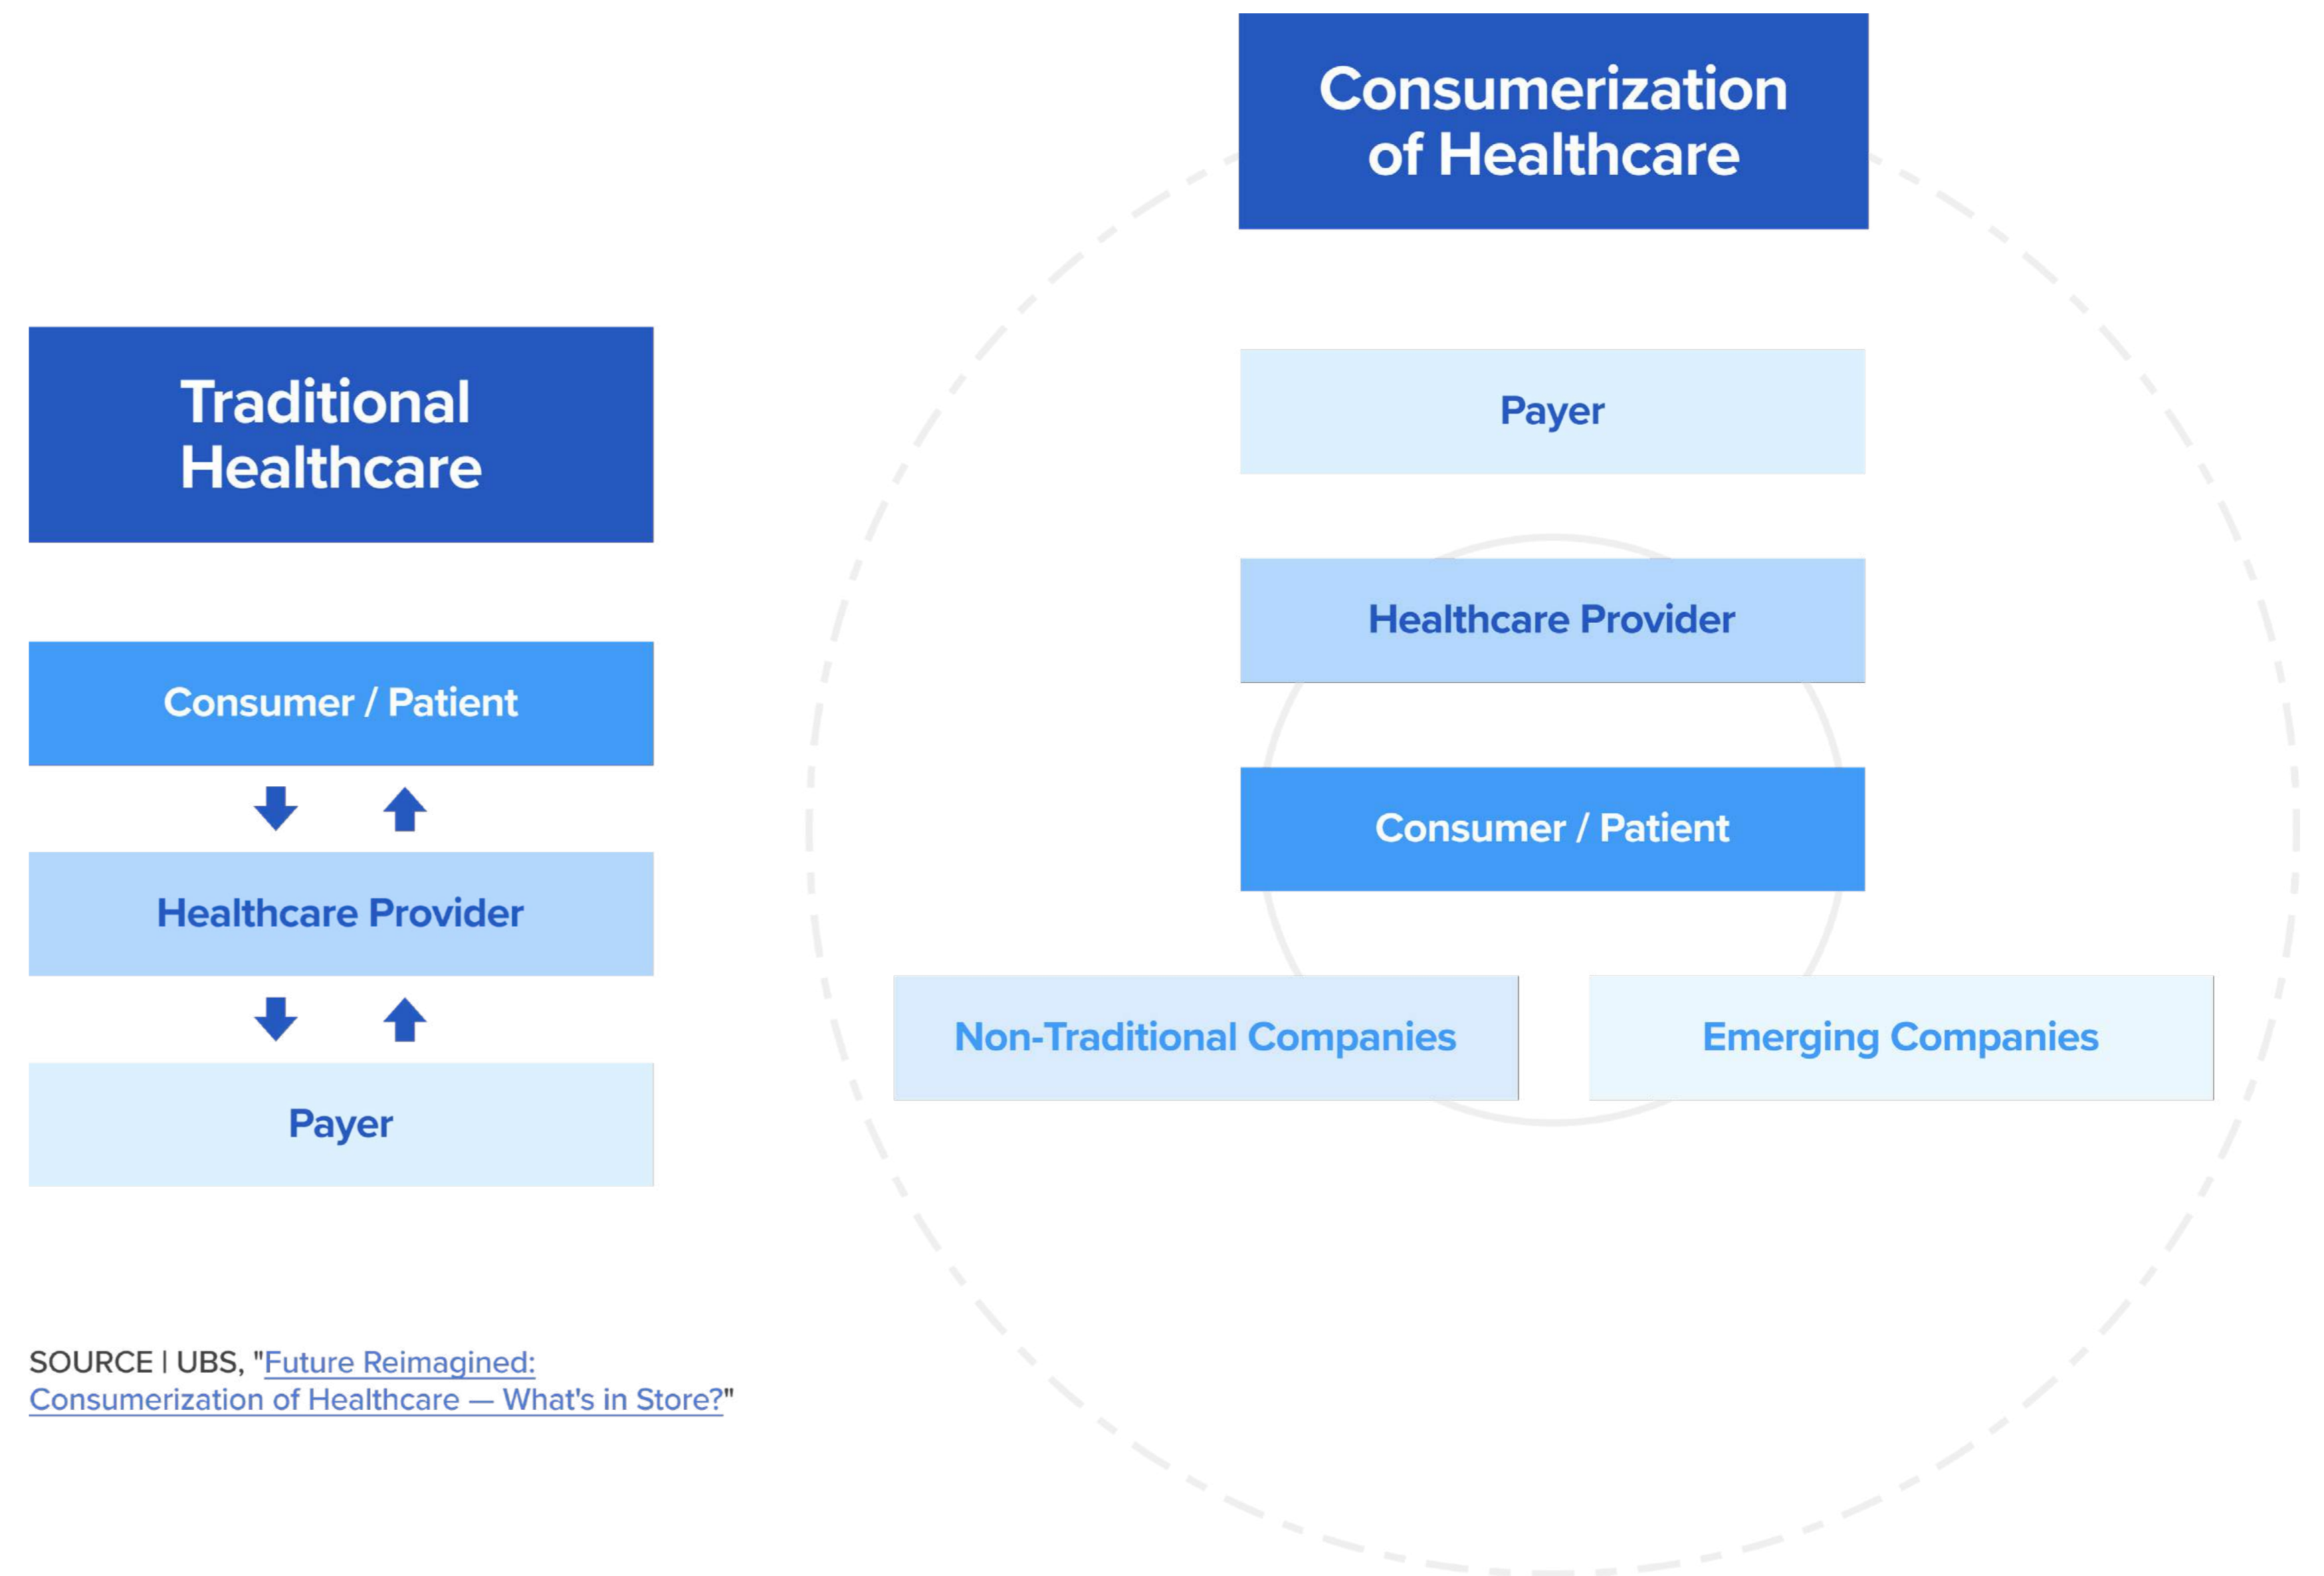 Traditional
Healthcare
Consumer / Patient
Healthcare Provider
Payer
SOURCE | UBS, "Future Reimagined:
Consumerization of Healthcare — What's in Store?"
Consumerization
of Healthcare
Payer
Healthcare Provider
Consumer / Patient
Non-Traditional Companies
Emerging Companies